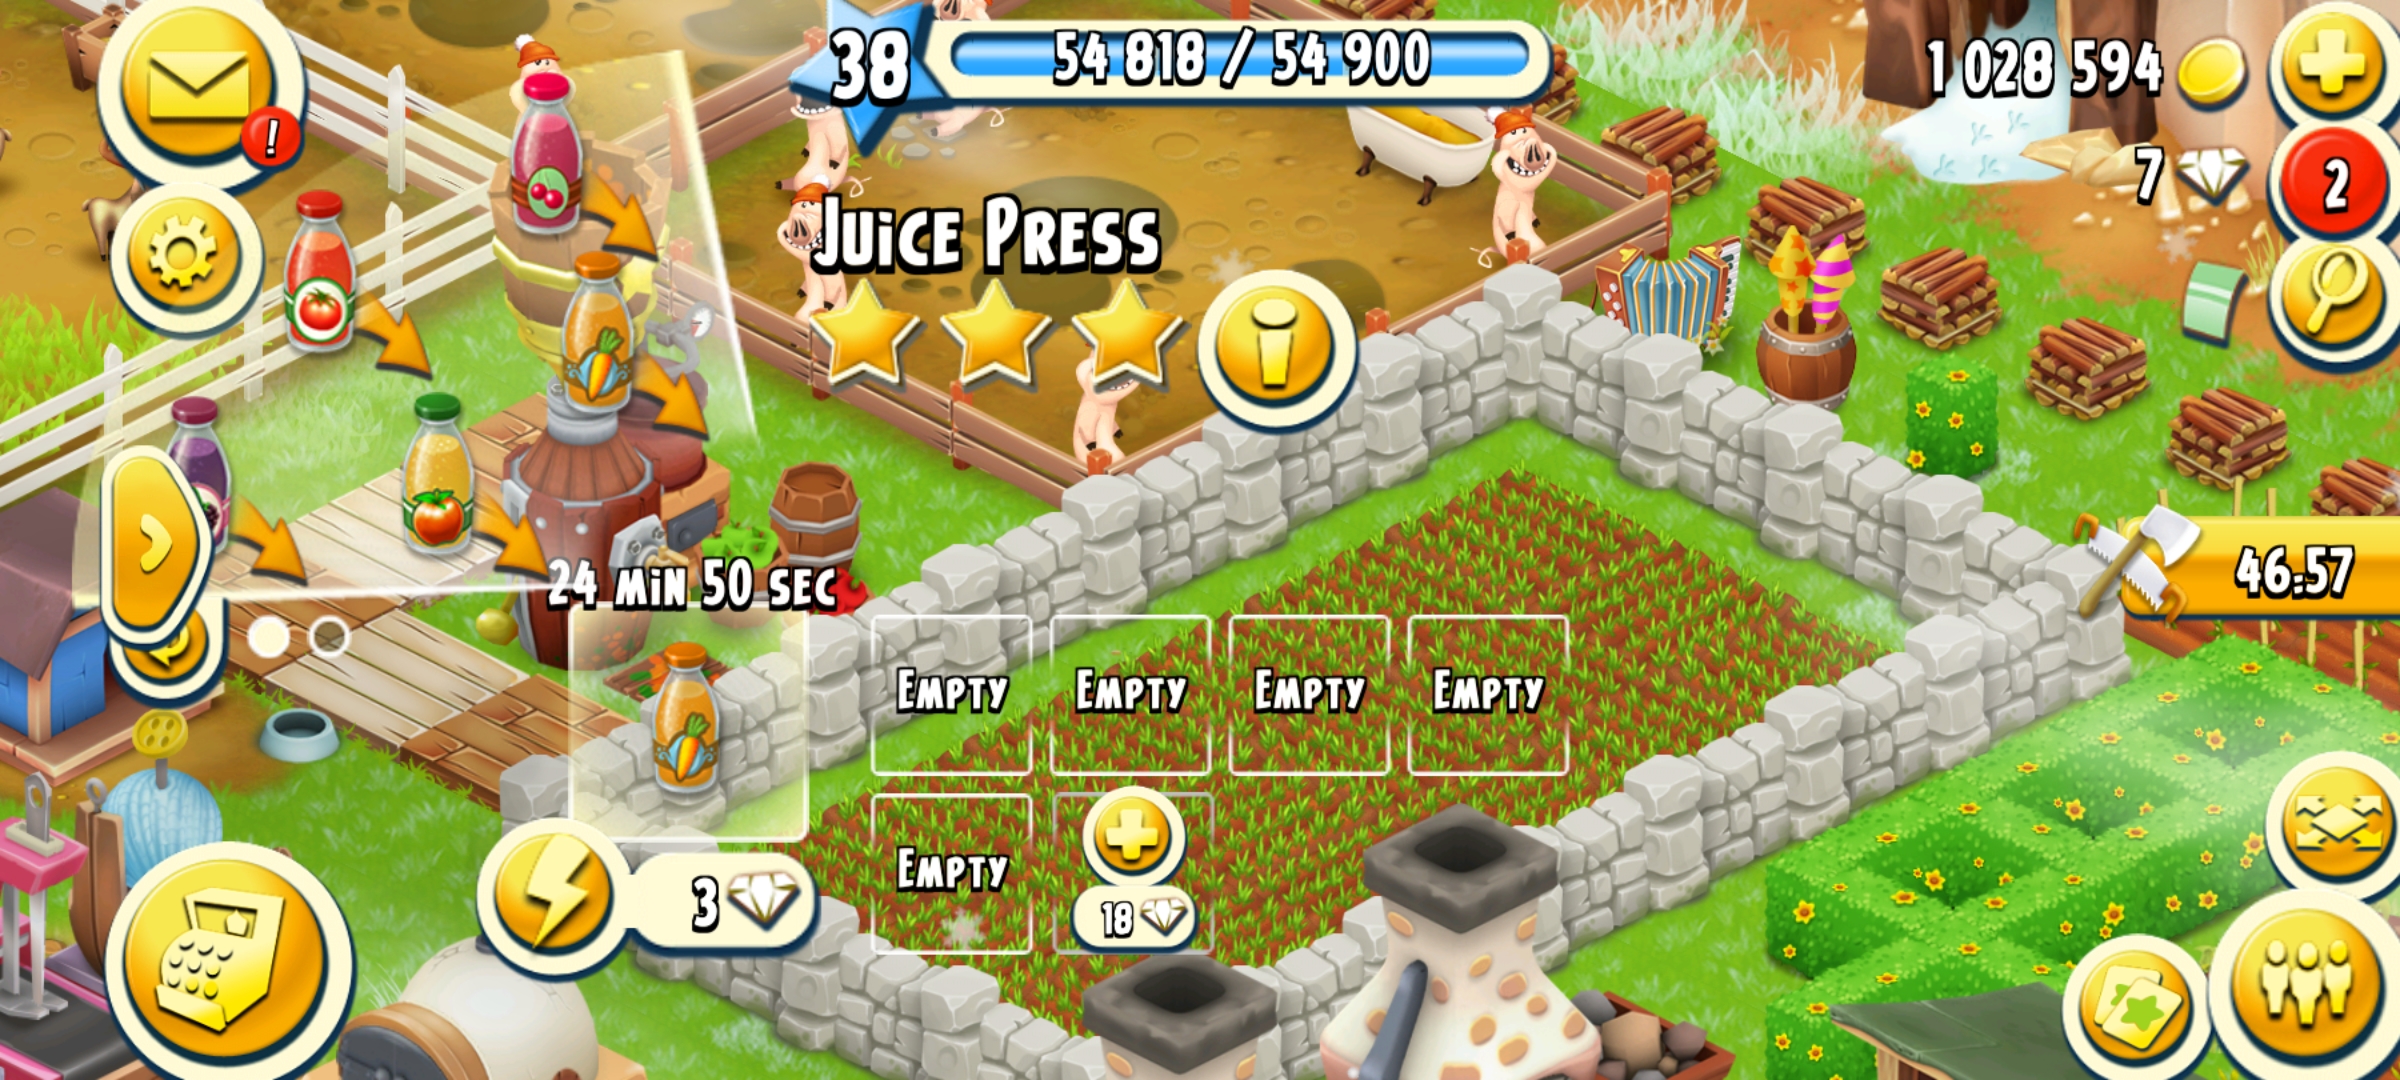 38
54 818 / 54 900
1 028 594
!
7
2
JUiCE PRESS
24 MiN 50 SEC
46:57
EMPTY
EMPTY
EMPTY
EMPTY
EMPTY
3
18